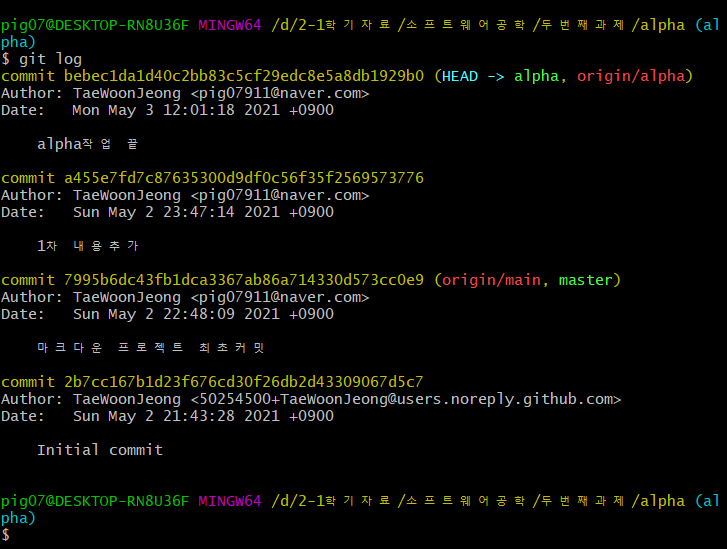 pig07@DESKTOP-RN8U36F MINGW64 /d/2-1학기자료/소프트웨어공학/두번째과제/alpha (al
pha)
$ git log
commit bebec1da1d40c2bb83c5cf29edc8e5a8db1929b0 (HEAD -> alpha, origin/alpha)
Author: TaeWoonJeong <pig07911@naver.com>
Date:   Mon May 3 12:01:18 2021 +0900
    alpha작업 끝
commit a455e7fd7c87635300d9df0c56f35f2569573776
Author: TaeWoonJeong <pig07911@naver.com>
Date:   Sun May 2 23:47:14 2021 +0900
    1차 내용추가
commit 7995b6dc43fb1dca3367ab86a714330d573cc0e9 (origin/main, master)
Author: TaeWoonJeong <pig07911@naver.com>
Date:   Sun May 2 22:48:09 2021 +0900
    마크다운 프로젝트 최초커밋
commit 2b7cc167b1d23f676cd30f26db2d43309067d5c7
Author: TaeWoonJeong <50254500+TaeWoonJeong@users.noreply.github.com>
Date:   Sun May 2 21:43:28 2021 +0900
    Initial commit
pig07@DESKTOP-RN8U36F MINGW64 /d/2-1학기자료/소프트웨어공학/두번째과제/alpha (al
pha)
$